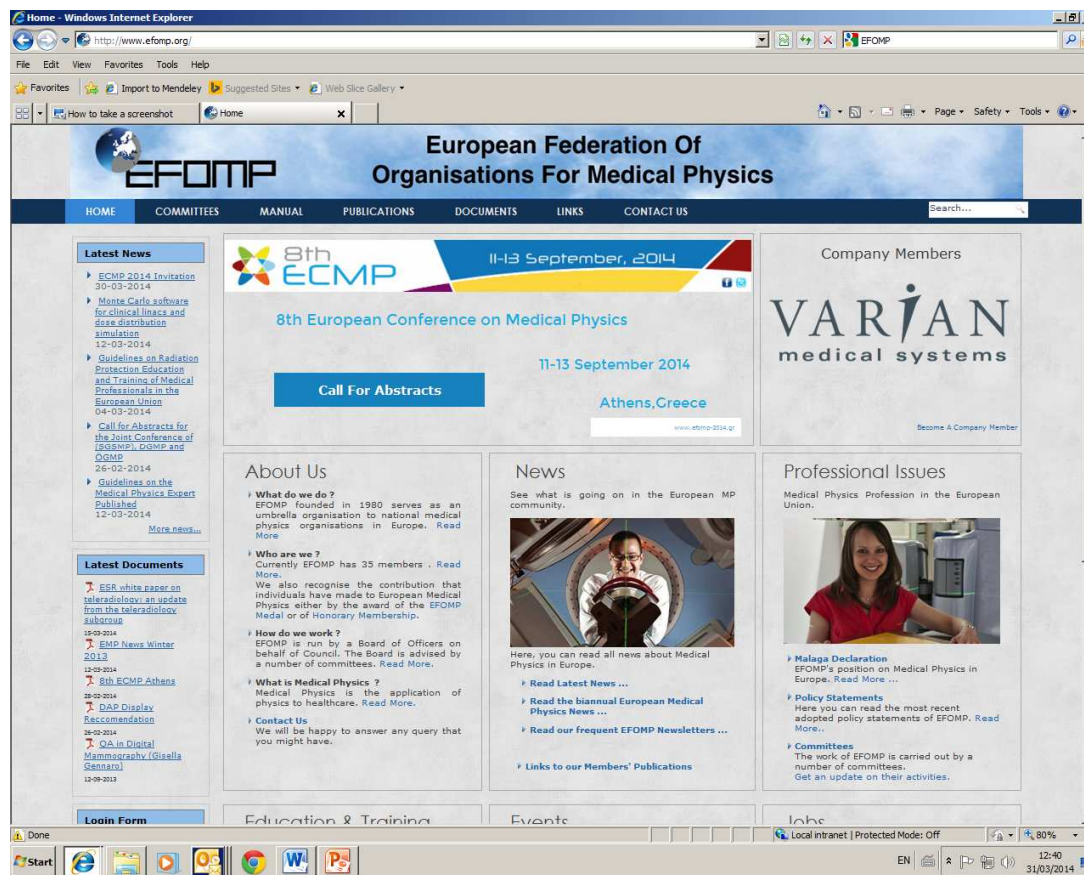 Home - Windows Internet Explorer
http://www.efomp.org/
EFOMP
File Edit View Favorites Tools Help
Favorites Import to Mendeley Suggested Sites Web Slice Gallery
How to take a screenshot Home
Page Safety Tools
EFOMP
European Federation Of
Organisations For Medical Physics
HOME COMMITTEES MANUAL PUBLICATIONS DOCUMENTS LINKS CONTACT US
Search...
Latest News
ECMP 2014 Invitation
30-03-2014
Monte Carlo software
for clinical linacs and
dose distribution
simulation
12-03-2014
Guidelines on Radiation
Protection Education
and Training of Medical
Professionals in the
European Union
04-03-2014
Call for Abstracts for
the Joint Conference of
(SGSMP), DGMP and
ÖGMP
26-02-2014
Guidelines on the
Medical Physics Expert
Published
12-03-2014
More news...
Latest Documents
ESR white paper on
teleradiology: an update
from the teleradiology
subgroup
15-03-2014
EMP News Winter
2013
12-03-2014
8th ECMP Athens
28-02-2014
DAP Display
Reccomendation
26-02-2014
QA in Digital
Mammography (Gisella
Gennaro)
12-09-2013
Login Form
8th
ECMP
11-13 September, 2014
8th European Conference on Medical Physics
11-13 September 2014
Call For Abstracts
Athens,Greece
www.efomp-2014.gr
Company Members
VARIAN
medical systems
Become A Company Member
About Us
What do we do ?
EFOMP founded in 1980 serves as an
umbrella organisation to national medical
physics organisations in Europe. Read
More
Who are we ?
Currently EFOMP has 35 members . Read
More.
We also recognise the contribution that
individuals have made to European Medical
Physics either by the award of the EFOMP
Medal or of Honorary Membership.
How do we work ?
EFOMP is run by a Board of Officers on
behalf of Council. The Board is advised by
a number of committees. Read More.
What is Medical Physics ?
Medical Physics is the application of
physics to healthcare. Read More.
Contact Us
We will be happy to answer any query that
you might have.
News
See what is going on in the European MP
community.
Here, you can read all news about Medical
Physics in Europe.
Read Latest News ...
Read the biannual European Medical
Physics News ...
Read our frequent EFOMP Newsletters ...
Links to our Members' Publications
Professional Issues
Medical Physics Profession in the European
Union.
Malaga Declaration
EFOMP's position on Medical Physics in
Europe. Read More ...
Policy Statements
Here you can read the most recent
adopted policy statements of EFOMP. Read
More..
Committees
The work of EFOMP is carried out by a
number of committees.
Get an update on their activities.
Education & Training
Events
Jobs
Done
Local intranet | Protected Mode: Off
80%
Start
EN
12:40
31/03/2014